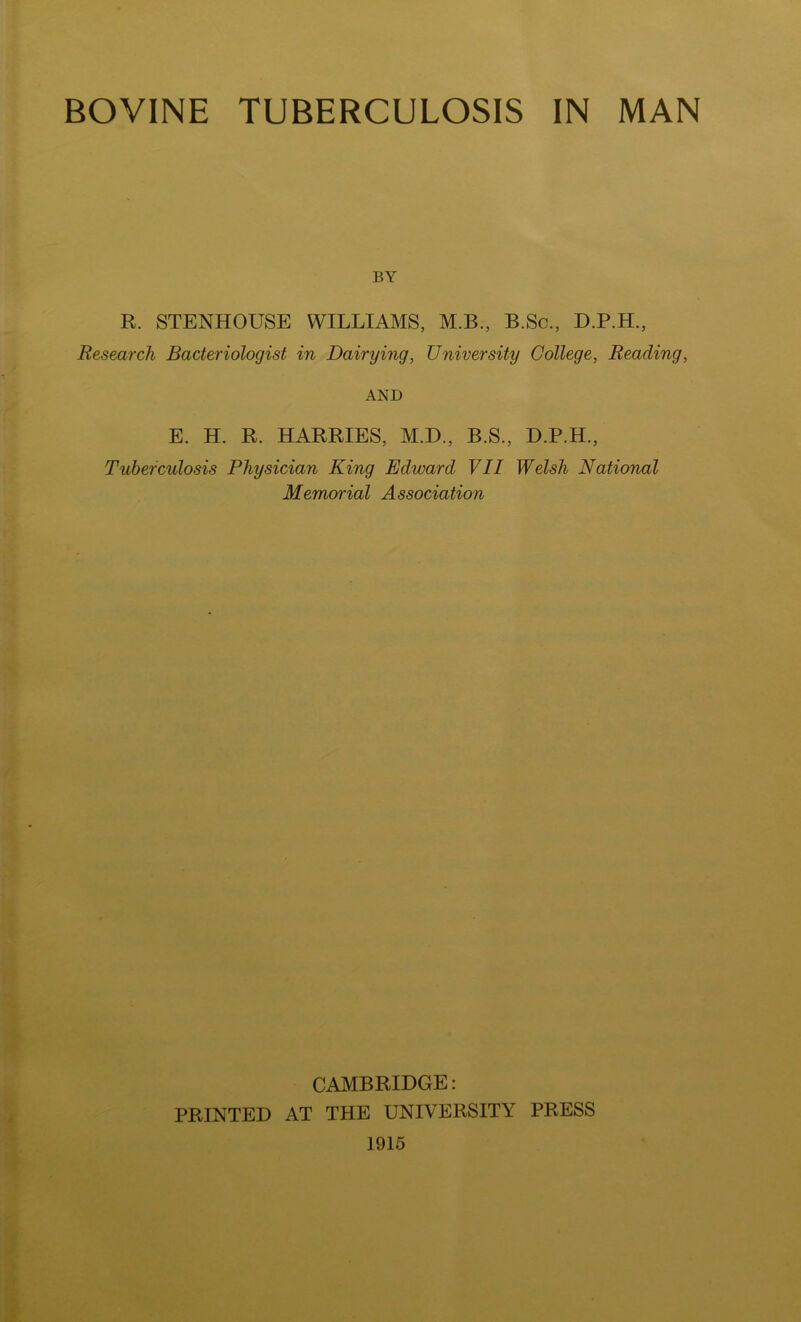 BOVINE TUBERCULOSIS IN MAN
BY
R. STENHOUSE WILLIAMS, M.B., B.Sc., D.P.H.,
Research Bacteriologist in Dairying, University College, Reading,
AND
E. H. R. HARRIES, M.D., B.S., D.P.H.,
Tuberculosis Physician King Edward VII Welsh National
Memorial Association
CAMBRIDGE:
PRINTED AT THE UNIVERSITY PRESS
1915